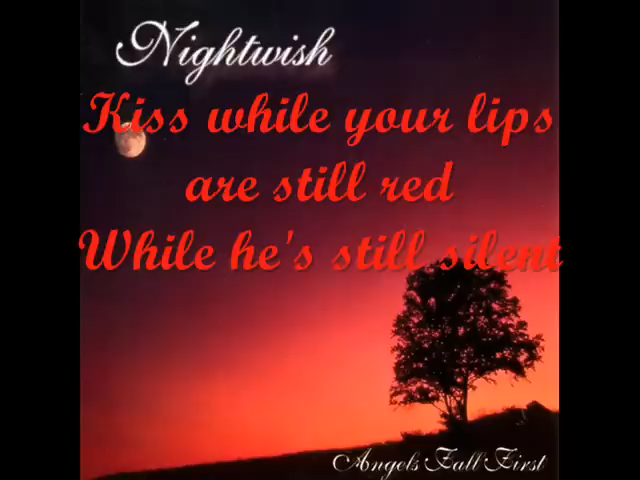 Nightwish
Kiss while your lips
are still red
While he's still silent
Angels Fall First